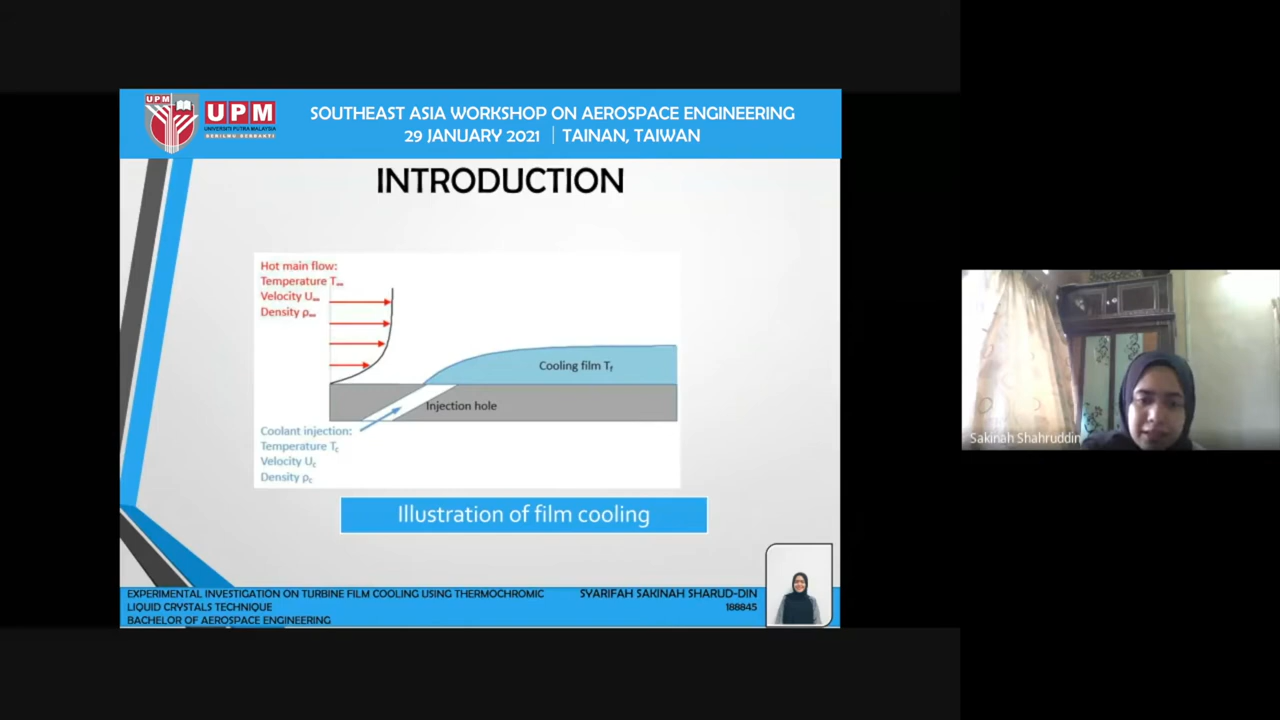 UPM
UPM
UNIVERSITI PUTRA MALAYSIA
BERILMU BERBAKTI
SOUTHEAST ASIA WORKSHOP ON AEROSPACE ENGINEERING
29 JANUARY 2021 | TAINAN, TAIWAN
INTRODUCTION
Hot main flow:
Temperature T∞
Velocity U∞
Density ρ∞
Cooling film Tf
Injection hole
Coolant injection:
Temperature Tc
Velocity Uc
Density ρc
Illustration of film cooling
EXPERIMENTAL INVESTIGATION ON TURBINE FILM COOLING USING THERMOCHROMIC
LIQUID CRYSTALS TECHNIQUE
BACHELOR OF AEROSPACE ENGINEERING
SYARIFAH SAKINAH SHARUD-DIN
188845
Sakinah Shahruddin